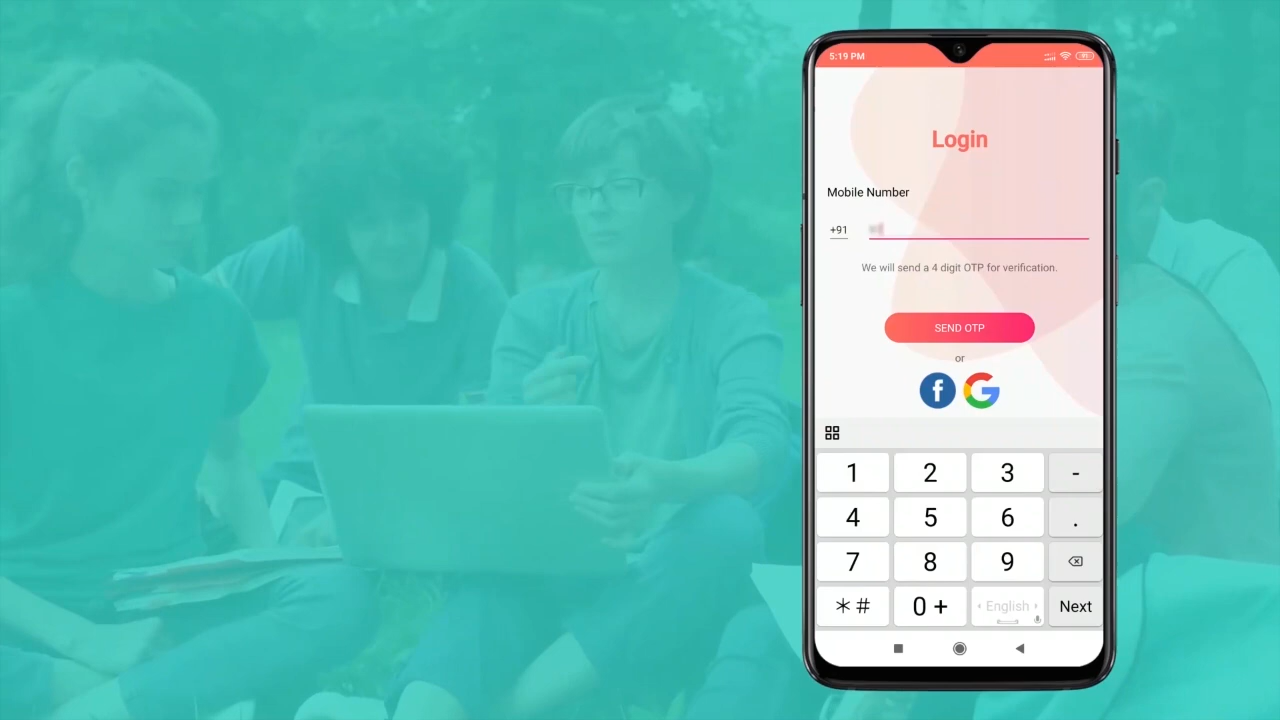 5:19 PM
Login
Mobile Number
+91
We will send a 4 digit OTP for verification.
SEND OTP
or
1 2 3 -
4 5 6 .
7 8 9
*# 0 + English Next